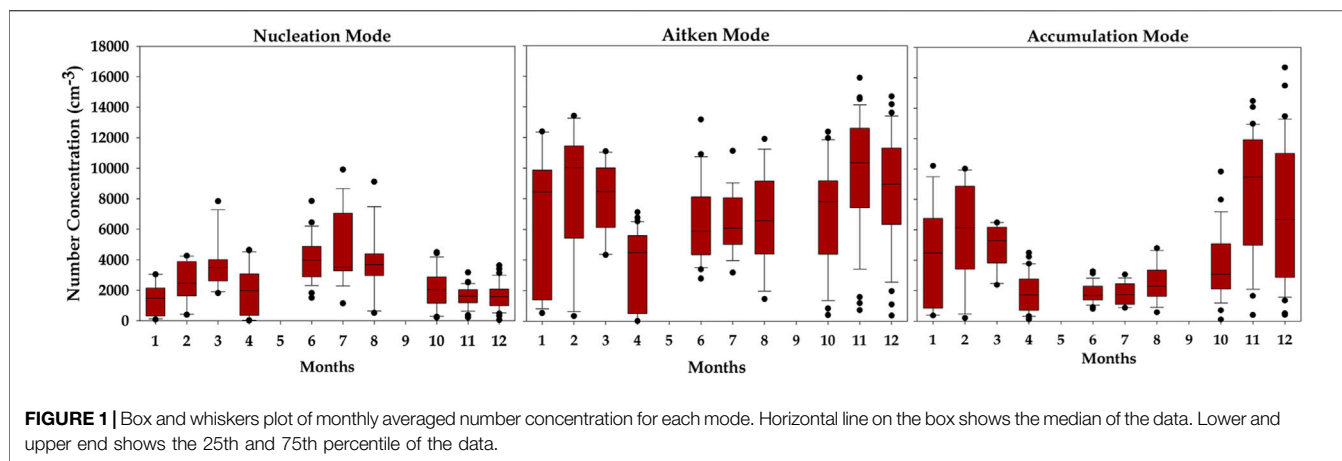 Nucleation Mode
Aitken Mode
Accumulation Mode
Number Concentration (cm-3)
18000
16000
14000
12000
10000
8000
6000
4000
2000
0
1 2 3 4 5 6 7 8 9 10 11 12
1 2 3 4 5 6 7 8 9 10 11 12
1 2 3 4 5 6 7 8 9 10 11 12
Months
Months
Months
FIGURE 1 | Box and whiskers plot of monthly averaged number concentration for each mode. Horizontal line on the box shows the median of the data. Lower and
upper end shows the 25th and 75th percentile of the data.